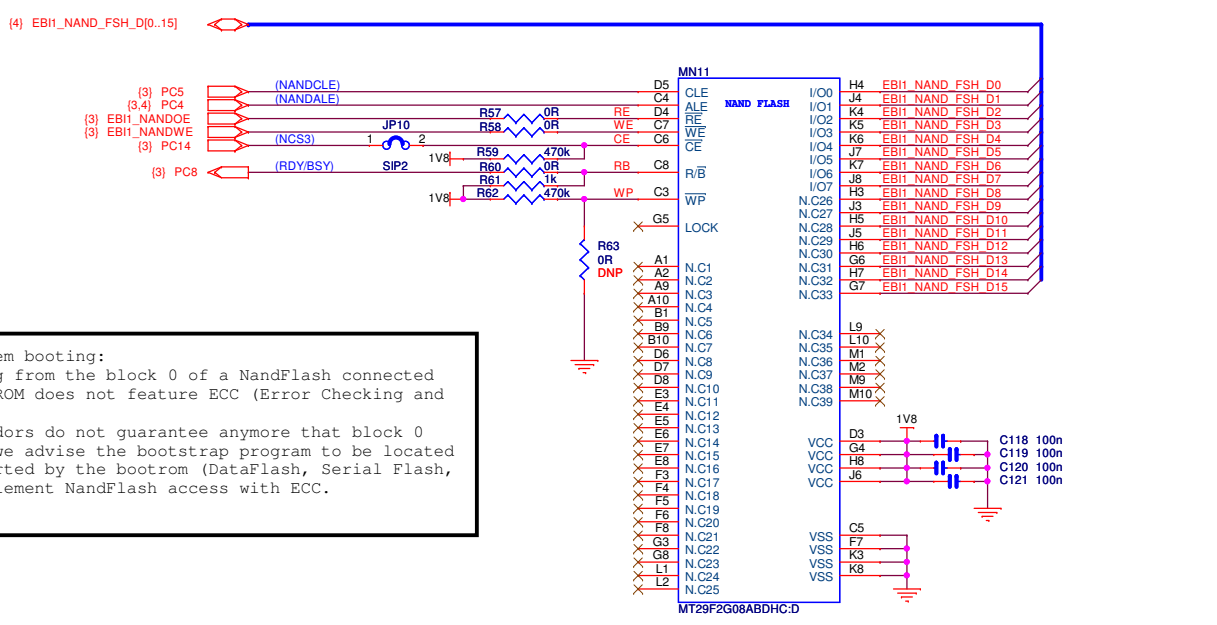 {4} EBI1_NAND_FSH_D[0..15]
MN11
{3} PC5 (NANDCLE) D5 CLE NAND FLASH I/O0 H4 EBI1_NAND_FSH_D0
{3,4} PC4 (NANDALE) C4 ALE I/O1 J4 EBI1_NAND_FSH_D1
{3} EBI1_NANDOE R57 0R RE D4 RE I/O2 K4 EBI1_NAND_FSH_D2
{3} EBI1_NANDWE JP10 R58 0R WE C7 WE I/O3 K5 EBI1_NAND_FSH_D3
{3} PC14 (NCS3) 1 2 CE C6 CE I/O4 K6 EBI1_NAND_FSH_D4
1V8 R59 470k I/O5 J7 EBI1_NAND_FSH_D5
{3} PC8 (RDY/BSY) SIP2 R60 0R RB C8 R/B I/O6 K7 EBI1_NAND_FSH_D6
R61 1k I/O7 J8 EBI1_NAND_FSH_D7
1V8 R62 470k WP C3 WP N.C26 H3 EBI1_NAND_FSH_D8
N.C27 J3 EBI1_NAND_FSH_D9
G5 LOCK N.C28 H5 EBI1_NAND_FSH_D10
N.C29 J5 EBI1_NAND_FSH_D11
R63 N.C30 H6 EBI1_NAND_FSH_D12
0R A1 N.C1 N.C31 G6 EBI1_NAND_FSH_D13
DNP A2 N.C2 N.C32 H7 EBI1_NAND_FSH_D14
A9 N.C3 N.C33 G7 EBI1_NAND_FSH_D15
A10 N.C4
B1 N.C5
B9 N.C6 N.C34 L9
B10 N.C7 N.C35 L10
D6 N.C8 N.C36 M1
D7 N.C9 N.C37 M2
D8 N.C10 N.C38 M9
E3 N.C11 N.C39 M10
E4 N.C12
E5 N.C13 1V8
E6 N.C14 VCC D3 C118 100n
E7 N.C15 VCC G4 C119 100n
E8 N.C16 VCC H8 C120 100n
F3 N.C17 VCC J6 C121 100n
F4 N.C18
F5 N.C19
F6 N.C20
F8 N.C21 VSS C5
G3 N.C22 VSS F7
G8 N.C23 VSS K3
L1 N.C24 VSS K8
L2 N.C25
MT29F2G08ABDHC:D
em booting:
g from the block 0 of a NandFlash connected
ROM does not feature ECC (Error Checking and
dors do not guarantee anymore that block 0
we advise the bootstrap program to be located
rted by the bootrom (DataFlash, Serial Flash,
lement NandFlash access with ECC.